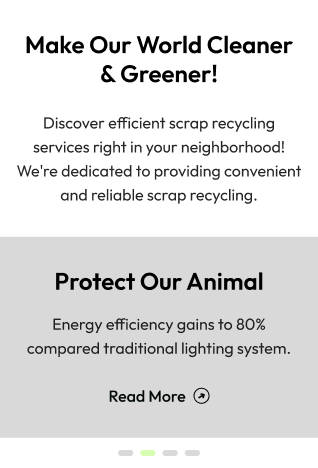 Make Our World Cleaner
& Greener!
Discover efficient scrap recycling
services right in your neighborhood!
We're dedicated to providing convenient
and reliable scrap recycling.
Protect Our Animal
Energy efficiency gains to 80%
compared traditional lighting system.
Read More